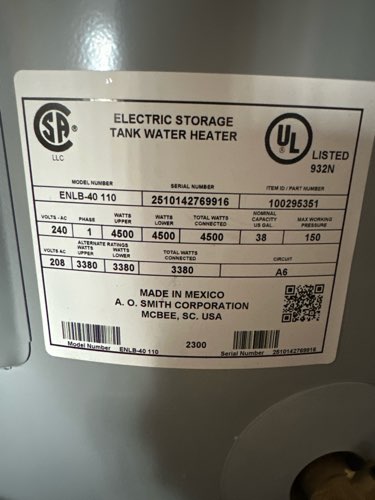 SA
®
LLC
ELECTRIC STORAGE
TANK WATER HEATER
UL
®
LISTED
932N
MODEL NUMBER SERIAL NUMBER ITEM ID / PART NUMBER
ENLB-40 110 2510142769916 100295351
VOLTS - AC PHASE WATTS UPPER WATTS LOWER TOTAL WATTS CONNECTED NOMINAL CAPACITY US GAL. MAX WORKING PRESSURE
240 1 4500 4500 4500 38 150
VOLTS - AC ALTERNATE RATINGS WATTS UPPER WATTS LOWER TOTAL WATTS CONNECTED CIRCUIT
208 3380 3380 3380 A6
MADE IN MEXICO
A. O. SMITH CORPORATION
MCBEE, SC. USA
2300
Model Number ENLB-40 110 Serial Number 2510142769916